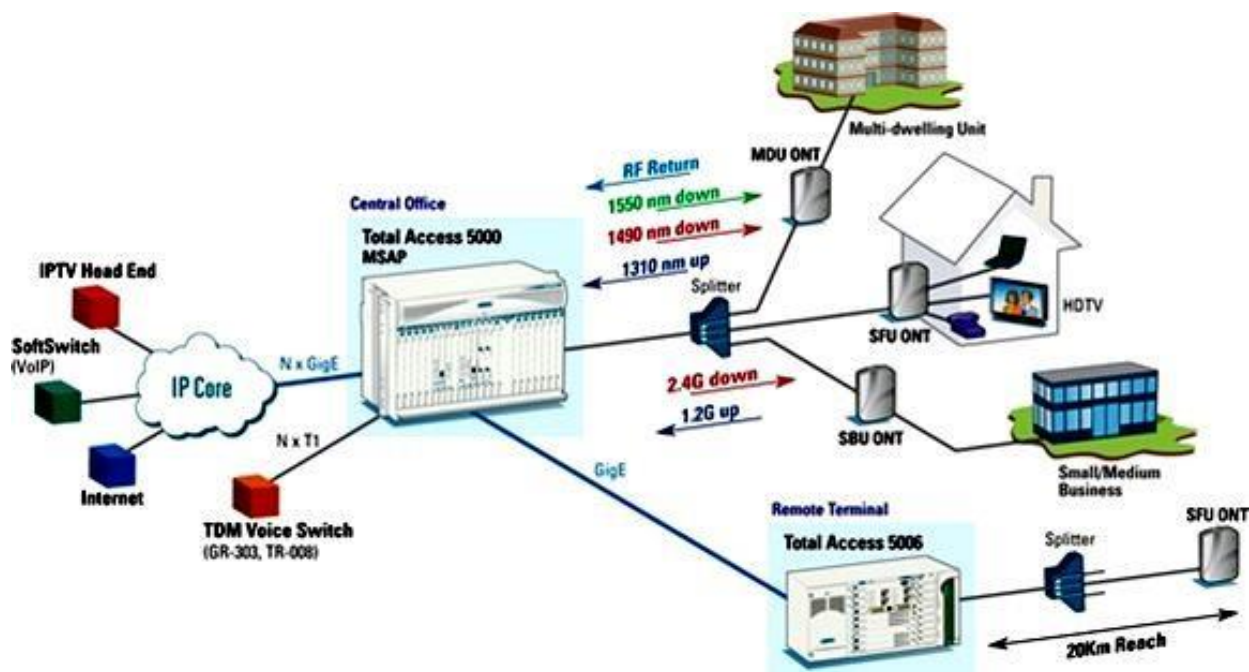 Multi-dwelling Unit
MDU ONT
RF Return
1550 nm down
1490 nm down
1310 nm up
Central Office
Total Access 5000
MSAP
IPTV Head End
SoftSwitch
(VoIP)
IP Core
N x GigE
Internet
N x T1
TDM Voice Switch
(GR-303, TR-008)
Splitter
SFU ONT
HDTV
2.4G down
1.2G up
SBU ONT
Small/Medium
Business
GigE
Remote Terminal
Total Access 5006
Splitter
SFU ONT
20Km Reach